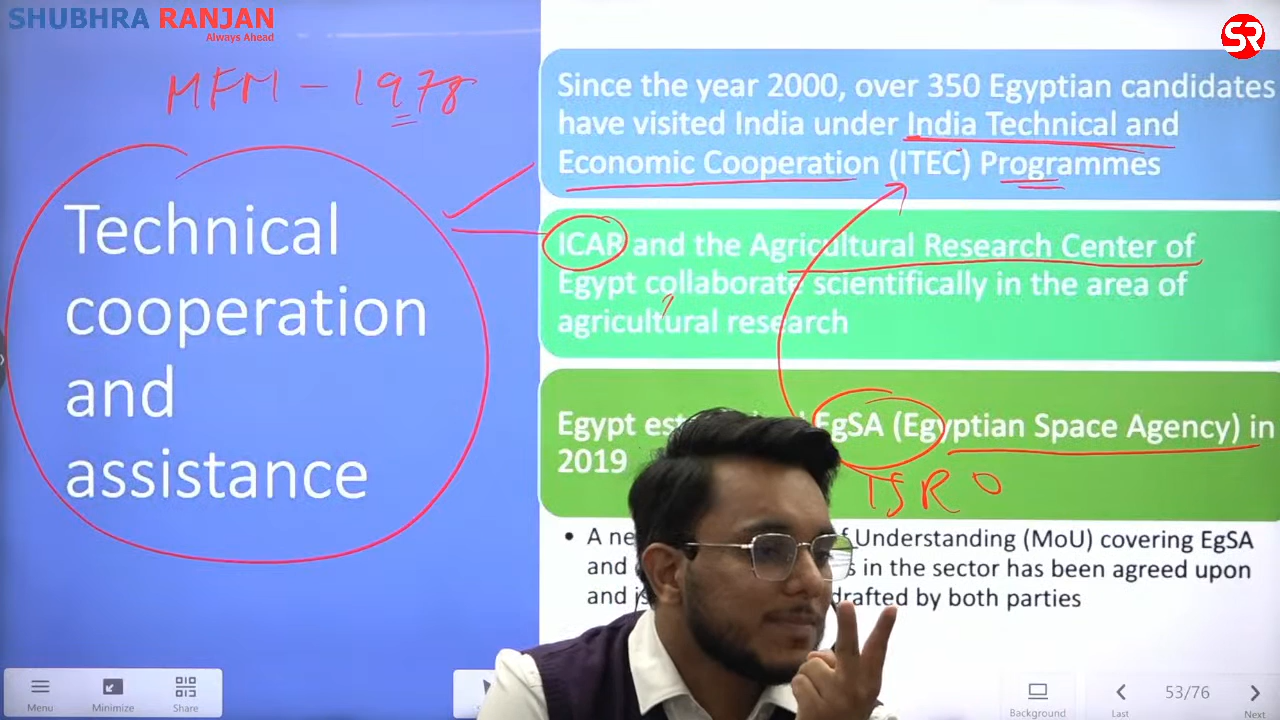 SHUBHRA RANJAN
Always Ahead
SR
MFM - 1978
Technical
cooperation
and
assistance
Since the year 2000, over 350 Egyptian candidates
have visited India under India Technical and
Economic Cooperation (ITEC) Programmes
ICAR and the Agricultural Research Center of
Egypt collaborate scientifically in the area of
agricultural research
Egypt EgSA (Egyptian Space Agency) in
2019
ISRO
• A Understanding (MoU) covering EgSA
and in the sector has been agreed upon
and drafted by both parties
Menu
Minimize
Share
Background
Last
53/76
Next